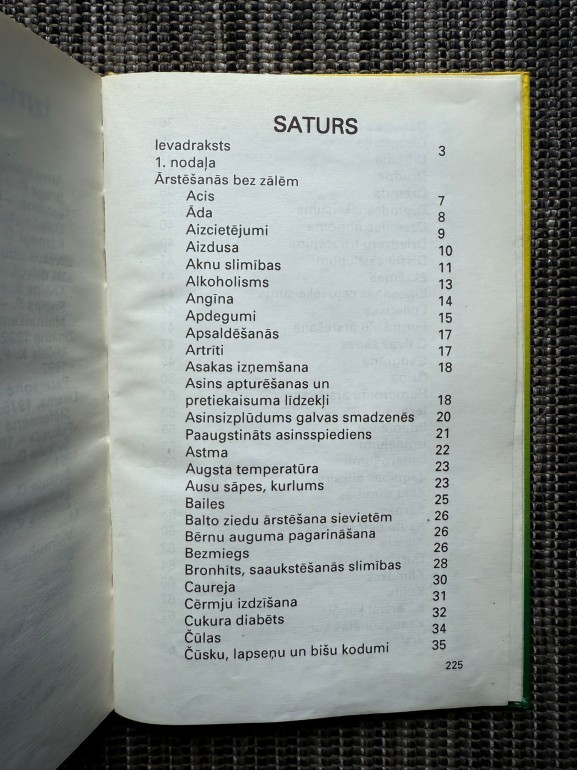 SATURS
Ievadraksts 3
1. nodaļa
Ārstēšanās bez zālēm
Acis 7
Āda 8
Aizcietējumi 9
Aizdusa 10
Aknu slimības 11
Alkoholisms 13
Angīna 14
Apdegumi 15
Apsaldēšanās 17
Artrīti 17
Asakas izņemšana 18
Asins apturēšanas un
pretiekaisuma līdzekļi 18
Asinsizplūdums galvas smadzenēs 20
Paaugstināts asinsspiediens 21
Astma 22
Augsta temperatūra 23
Ausu sāpes, kurlums 23
Bailes 25
Balto ziedu ārstēšana sievietēm 26
Bērnu auguma pagarināšana 26
Bezmiegs 26
Bronhīts, saaukstēšanās slimības 28
Caureja 30
Cērmju izdzīšana 31
Cukura diabēts 32
Čūlas 34
Čūsku, lapseņu un bišu kodumi 35
225